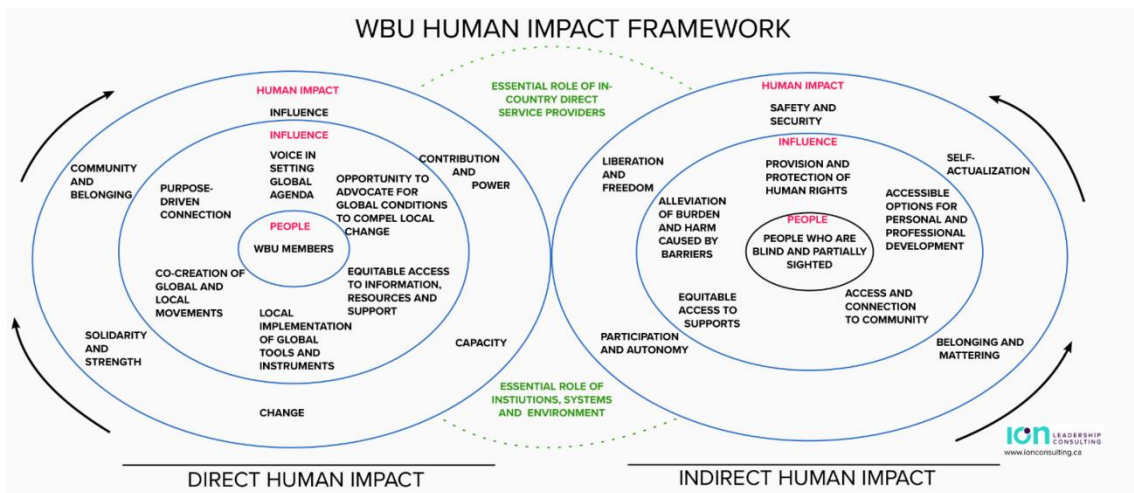 WBU HUMAN IMPACT FRAMEWORK
ESSENTIAL ROLE OF IN-
COUNTRY DIRECT
SERVICE PROVIDERS
HUMAN IMPACT
INFLUENCE
COMMUNITY
AND
BELONGING
CONTRIBUTION
AND
POWER
SOLIDARITY
AND
STRENGTH
CAPACITY
CHANGE
INFLUENCE
VOICE IN
SETTING
GLOBAL
AGENDA
PURPOSE-
DRIVEN
CONNECTION
OPPORTUNITY TO
ADVOCATE FOR
GLOBAL CONDITIONS
TO COMPEL LOCAL
CHANGE
CO-CREATION OF
GLOBAL AND
LOCAL
MOVEMENTS
EQUITABLE ACCESS
TO INFORMATION,
RESOURCES AND
SUPPORT
LOCAL
IMPLEMENTATION
OF GLOBAL
TOOLS AND
INSTRUMENTS
PEOPLE
WBU MEMBERS
HUMAN IMPACT
SAFETY AND
SECURITY
LIBERATION
AND
FREEDOM
SELF-
ACTUALIZATION
PARTICIPATION
AND AUTONOMY
BELONGING AND
MATTERING
INFLUENCE
PROVISION AND
PROTECTION OF
HUMAN RIGHTS
ALLEVIATION
OF BURDEN
AND HARM
CAUSED BY
BARRIERS
ACCESSIBLE
OPTIONS FOR
PERSONAL AND
PROFESSIONAL
DEVELOPMENT
EQUITABLE
ACCESS TO
SUPPORTS
ACCESS AND
CONNECTION
TO COMMUNITY
PEOPLE
PEOPLE WHO ARE
BLIND AND PARTIALLY
SIGHTED
ESSENTIAL ROLE OF
INSTIUTIONS, SYSTEMS
AND ENVIRONMENT
DIRECT HUMAN IMPACT
INDIRECT HUMAN IMPACT
ion LEADERSHIP
CONSULTING
www.ionconsulting.ca